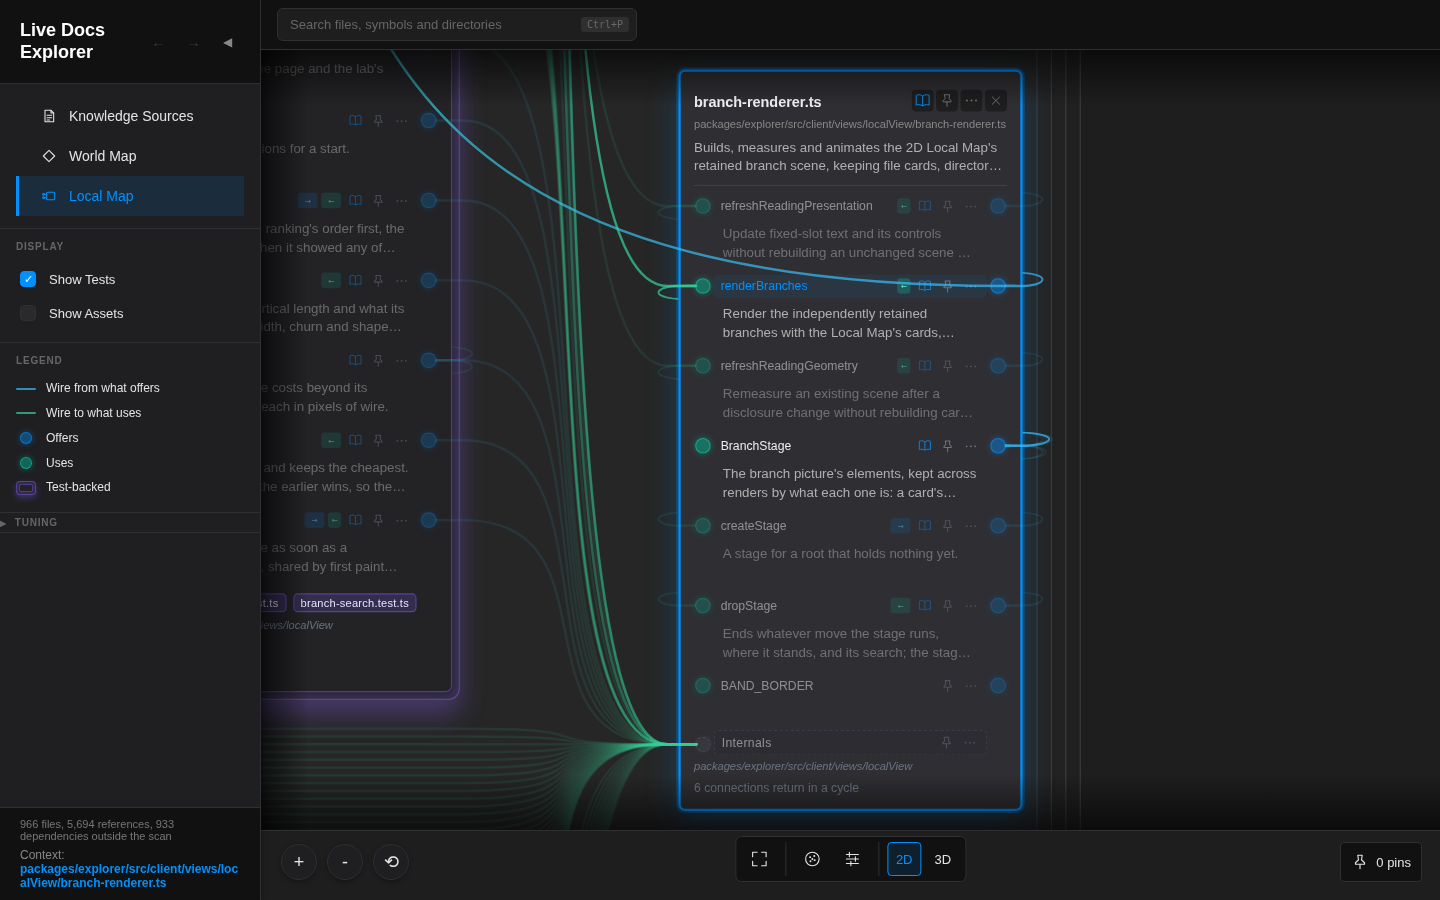 Live Docs
Explorer
Search files, symbols and directories
Ctrl+P
Knowledge Sources
World Map
Local Map
DISPLAY
Show Tests
Show Assets
LEGEND
Wire from what offers
Wire to what uses
Offers
Uses
Test-backed
TUNING
966 files, 5,694 references, 933
dependencies outside the scan
Context:
packages/explorer/src/client/views/loc
alView/branch-renderer.ts
page and the lab's
for a start.
ranking's order first, the
it showed any of…
length and what its
churn and shape…
costs beyond its
each in pixels of wire.
and keeps the cheapest.
the earlier wins, so the…
as soon as a
shared by first paint…
branch-search.test.ts
/localView
branch-renderer.ts
packages/explorer/src/client/views/localView/branch-renderer.ts
Builds, measures and animates the 2D Local Map's
retained branch scene, keeping file cards, director…
refreshReadingPresentation
Update fixed-slot text and its controls
without rebuilding an unchanged scene …
renderBranches
Render the independently retained
branches with the Local Map's cards,…
refreshReadingGeometry
Remeasure an existing scene after a
disclosure change without rebuilding car…
BranchStage
The branch picture's elements, kept across
renders by what each one is: a card's…
createStage
A stage for a root that holds nothing yet.
dropStage
Ends whatever move the stage runs,
where it stands, and its search; the stag…
BAND_BORDER
Internals
packages/explorer/src/client/views/localView
6 connections return in a cycle
+
-
2D
3D
0 pins